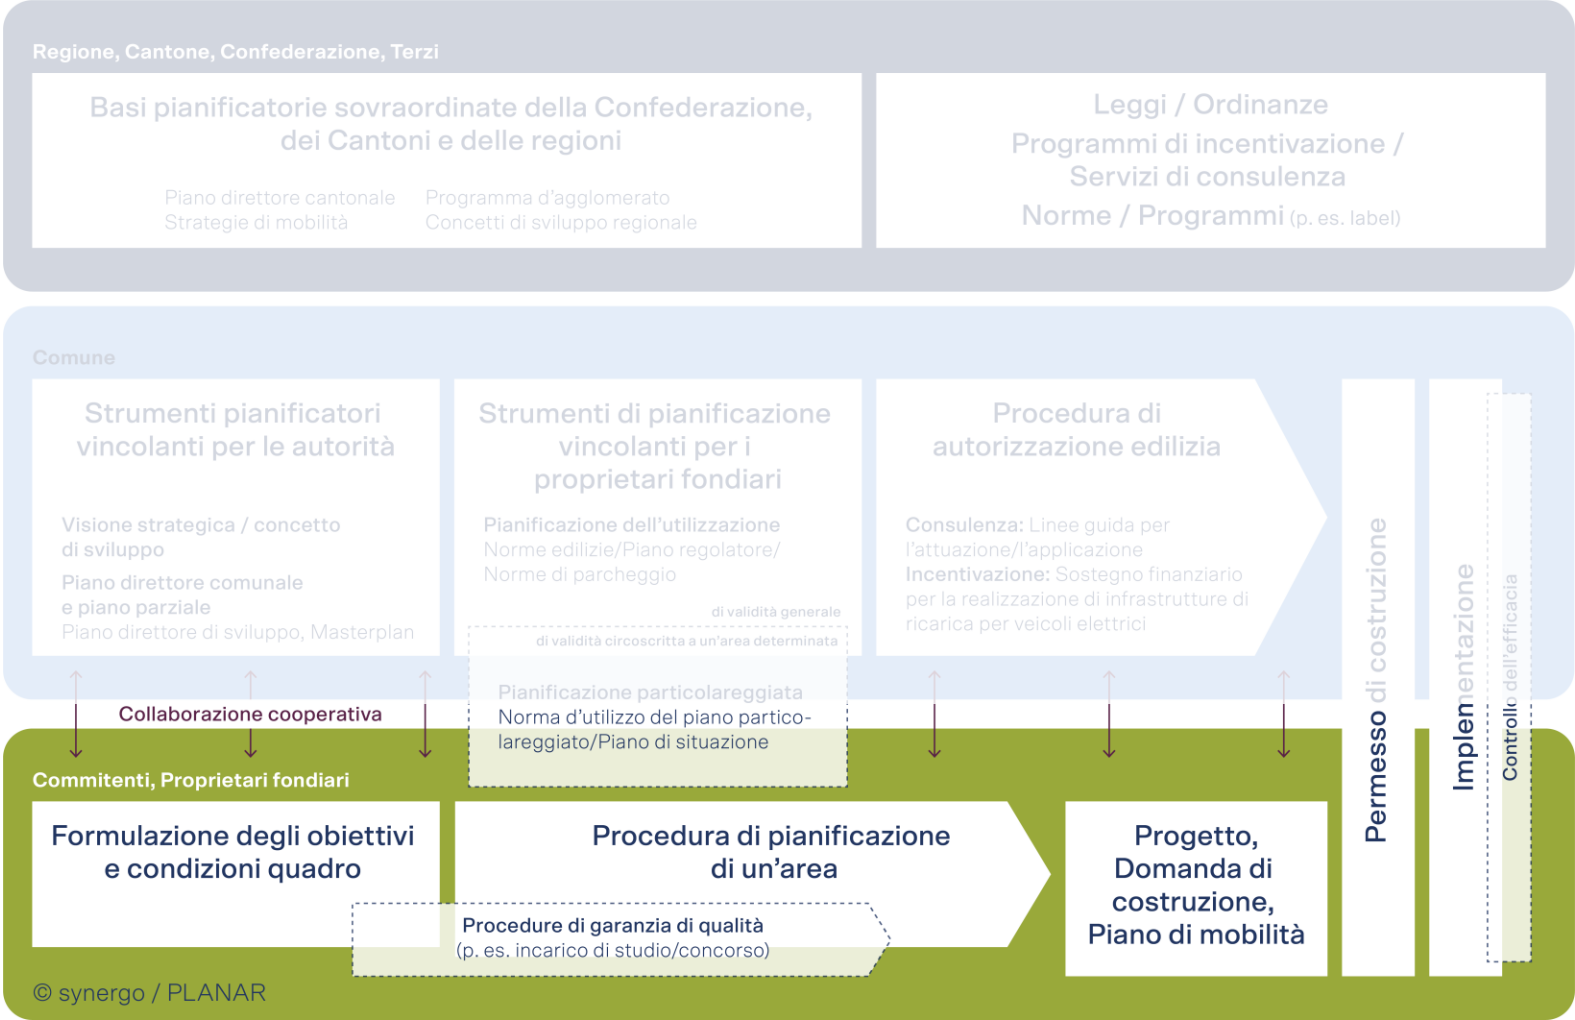 Regione, Cantone, Confederazione, Terzi
Basi pianificatorie sovraordinate della Confederazione,
dei Cantoni e delle regioni
Piano direttore cantonale
Strategie di mobilità
Programma d'agglomerato
Concetti di sviluppo regionale
Leggi / Ordinanze
Programmi di incentivazione /
Servizi di consulenza
Norme / Programmi (p. es. label)
Comune
Strumenti pianificatori
vincolanti per le autorità
Visione strategica / concetto
di sviluppo
Piano direttore comunale
e piano parziale
Piano direttore di sviluppo, Masterplan
Strumenti di pianificazione
vincolanti per i
proprietari fondiari
Pianificazione dell'utilizzazione
Norme edilizie/Piano regolatore/
Norme di parcheggio
di validità generale
di validità circoscritta a un'area determinata
Pianificazione particolareggiata
Norma d'utilizzo del piano partico-
lareggiato/Piano di situazione
Procedura di
autorizzazione edilizia
Consulenza: Linee guida per
l'attuazione/l'applicazione
Incentivazione: Sostegno finanziario
per la realizzazione di infrastrutture di
ricarica per veicoli elettrici
Permesso di costruzione
Implementazione
Controllo dell'efficacia
Collaborazione cooperativa
Commitenti, Proprietari fondiari
Formulazione degli obiettivi
e condizioni quadro
Procedura di pianificazione
di un'area
Procedure di garanzia di qualità
(p. es. incarico di studio/concorso)
Progetto,
Domanda di
costruzione,
Piano di mobilità
© synergo / PLANAR